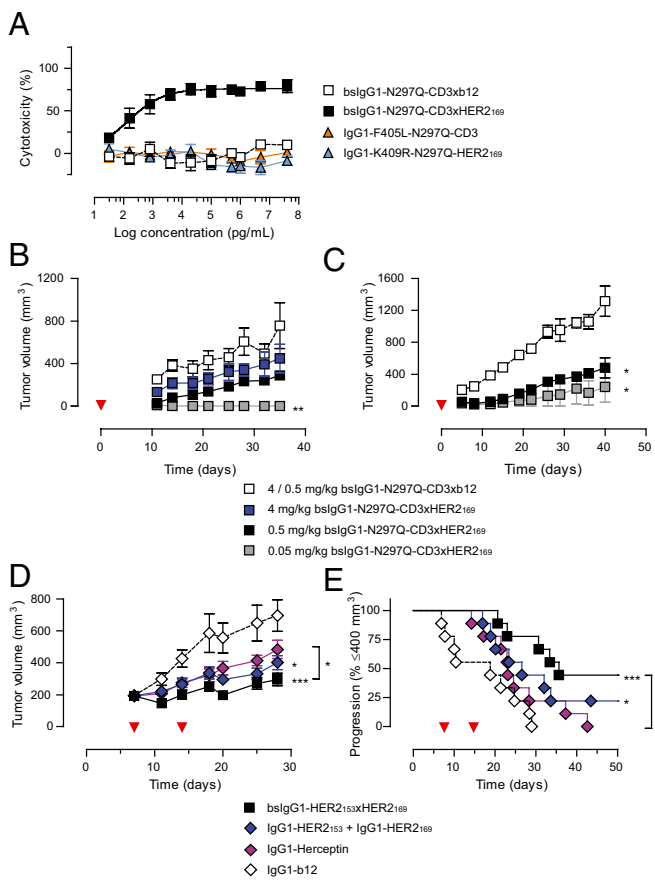 A
Cytotoxicity (%)
100
50
0
1 2 3 4 5 6 7 8
Log concentration (pg/mL)
bsIgG1-N297Q-CD3xb12
bsIgG1-N297Q-CD3xHER2169
IgG1-F405L-N297Q-CD3
IgG1-K409R-N297Q-HER2169
B
Tumor volume (mm3)
1200
800
400
0
**
0 10 20 30 40
Time (days)
C
Tumor volume (mm3)
1600
1200
800
400
0
*
*
0 10 20 30 40 50
Time (days)
4 / 0.5 mg/kg bsIgG1-N297Q-CD3xb12
4 mg/kg bsIgG1-N297Q-CD3xHER2169
0.5 mg/kg bsIgG1-N297Q-CD3xHER2169
0.05 mg/kg bsIgG1-N297Q-CD3xHER2169
D
Tumor volume (mm3)
800
600
400
200
0
*
***
*
0 10 20 30
Time (days)
E
Progression (% ≤400 mm3)
100
75
50
25
0
***
*
0 10 20 30 40 50
Time (days)
bsIgG1-HER2153xHER2169
IgG1-HER2153 + IgG1-HER2169
IgG1-Herceptin
IgG1-b12